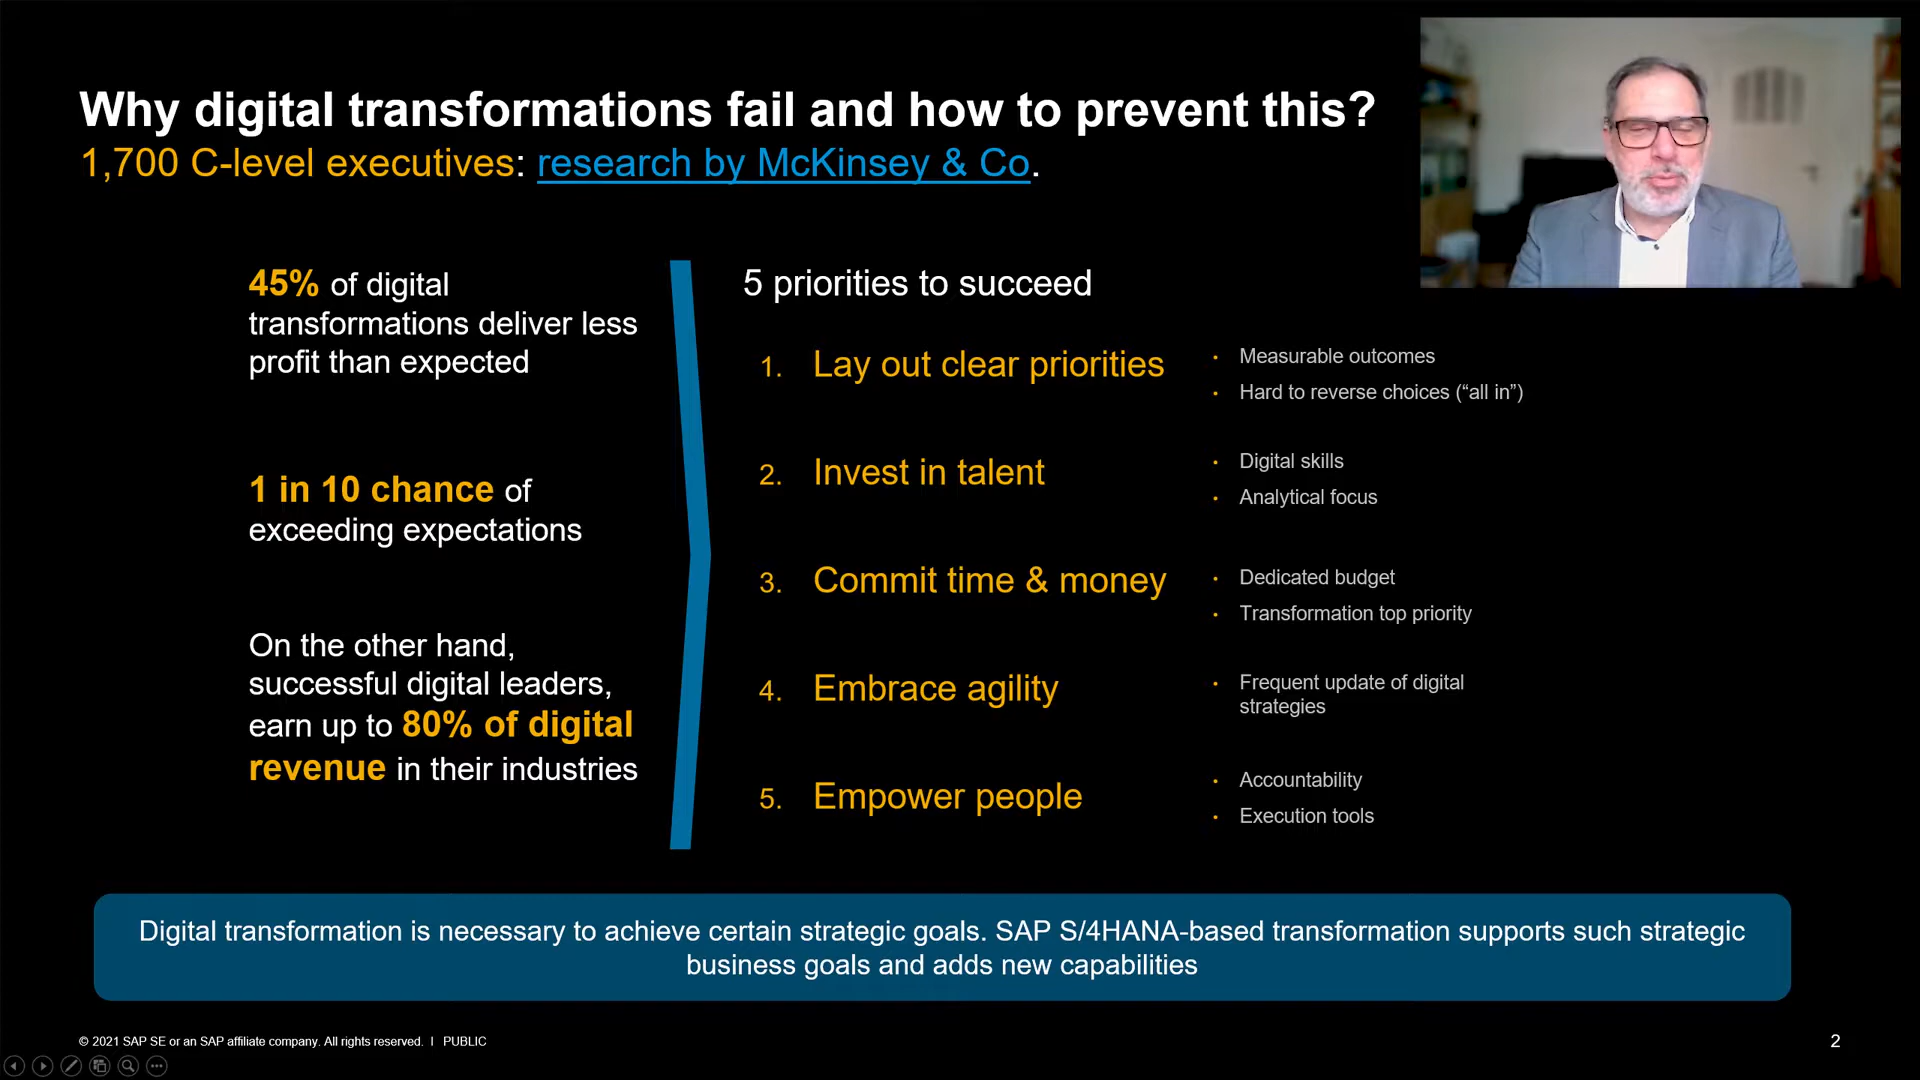 Why digital transformations fail and how to prevent this?
1,700 C-level executives: research by McKinsey & Co.
45% of digital
transformations deliver less
profit than expected
1 in 10 chance of
exceeding expectations
On the other hand,
successful digital leaders,
earn up to 80% of digital
revenue in their industries
5 priorities to succeed
1. Lay out clear priorities
• Measurable outcomes
• Hard to reverse choices (“all in”)
2. Invest in talent
• Digital skills
• Analytical focus
3. Commit time & money
• Dedicated budget
• Transformation top priority
4. Embrace agility
• Frequent update of digital
strategies
5. Empower people
• Accountability
• Execution tools
Digital transformation is necessary to achieve certain strategic goals. SAP S/4HANA-based transformation supports such strategic
business goals and adds new capabilities
© 2021 SAP SE or an SAP affiliate company. All rights reserved. | PUBLIC
2